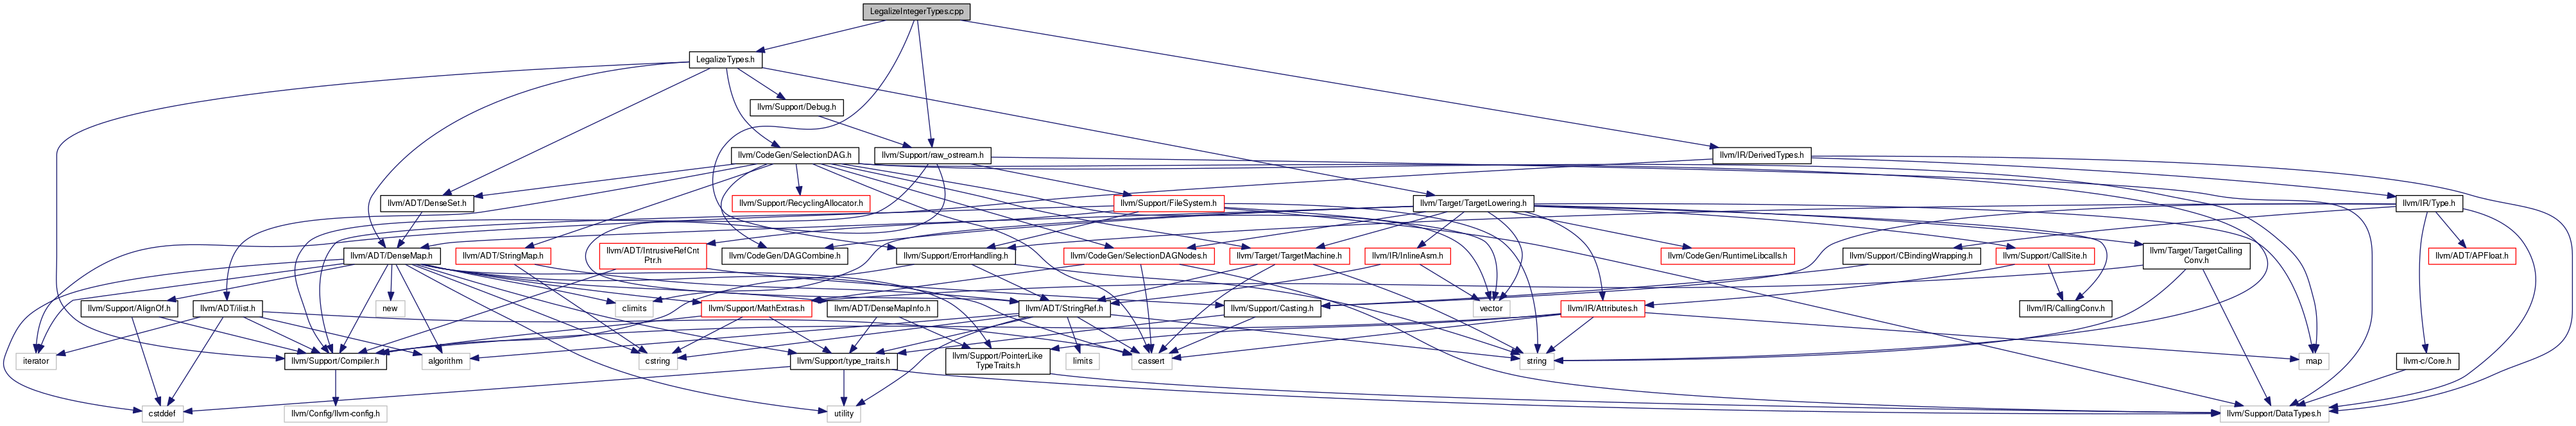 LegalizeIntegerTypes.cpp
LegalizeTypes.h
llvm/Support/Debug.h
llvm/CodeGen/SelectionDAG.h
llvm/Support/raw_ostream.h
llvm/IR/DerivedTypes.h
llvm/ADT/DenseSet.h
llvm/Support/RecyclingAllocator.h
llvm/Support/FileSystem.h
llvm/Target/TargetLowering.h
llvm/IR/Type.h
llvm/ADT/DenseMap.h
llvm/ADT/StringMap.h
llvm/ADT/IntrusiveRefCnt
Ptr.h
llvm/CodeGen/DAGCombine.h
llvm/Support/ErrorHandling.h
llvm/CodeGen/SelectionDAGNodes.h
llvm/Target/TargetMachine.h
llvm/IR/InlineAsm.h
llvm/CodeGen/RuntimeLibcalls.h
llvm/Support/CBindingWrapping.h
llvm/Support/CallSite.h
llvm/Target/TargetCalling
Conv.h
llvm/ADT/APFloat.h
llvm/Support/AlignOf.h
llvm/ADT/ilist.h
new
climits
llvm/Support/MathExtras.h
llvm/ADT/DenseMapInfo.h
llvm/ADT/StringRef.h
llvm/Support/Casting.h
vector
llvm/IR/Attributes.h
llvm/IR/CallingConv.h
iterator
llvm/Support/Compiler.h
algorithm
cstring
llvm/Support/type_traits.h
llvm/Support/PointerLike
TypeTraits.h
limits
cassert
string
map
llvm-c/Core.h
cstddef
llvm/Config/llvm-config.h
utility
llvm/Support/DataTypes.h